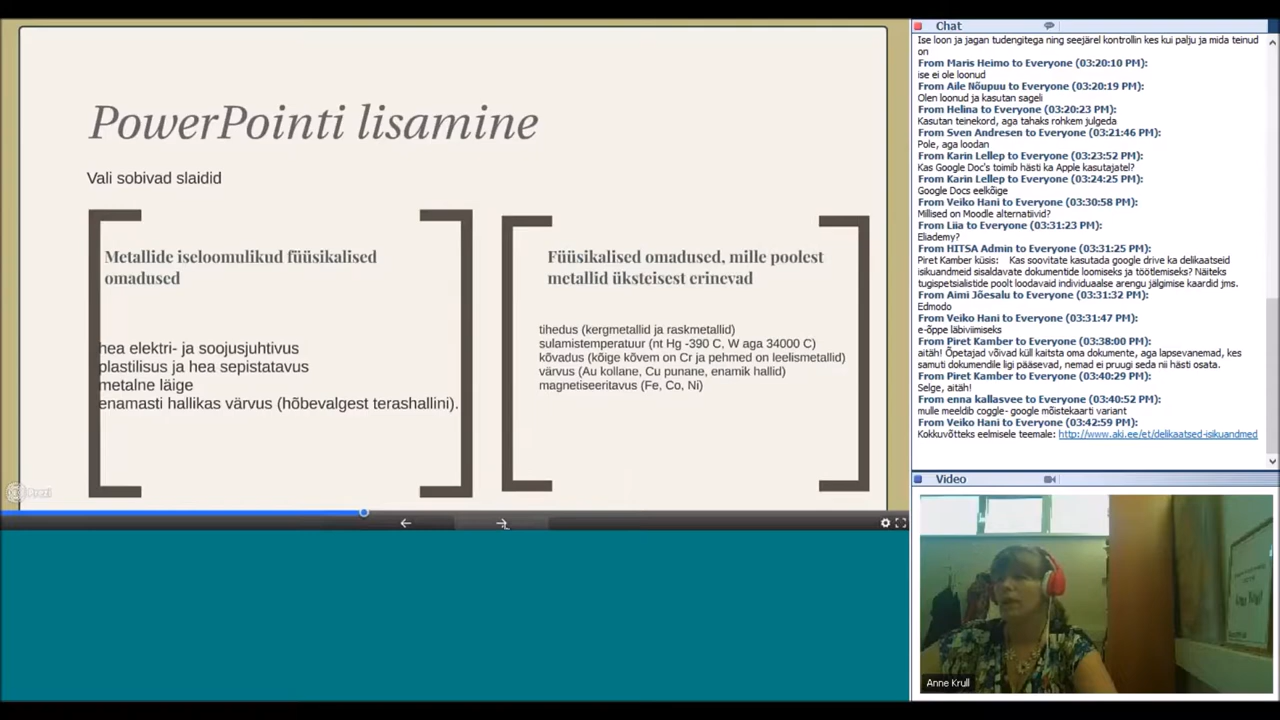 PowerPointi lisamine
Vali sobivad slaidid
Metallide iseloomulikud füüsikalised
omadused
hea elektri- ja soojusjuhtivus
plastilisus ja hea sepistatavus
metalne läige
enamasti hallikas värvus (hõbevalgest terashallini).
Füüsikalised omadused, mille poolest
metallid üksteisest erinevad
tihedus (kergmetallid ja raskmetallid)
sulamistemperatuur (nt Hg -390 C, W aga 34000 C)
kõvadus (kõige kõvem on Cr ja pehmed on leelismetallid)
värvus (Au kollane, Cu punane, enamik hallid)
magnetiseeritavus (Fe, Co, Ni)
Prezi
Chat
Ise loon ja jagan tudengitega ning seejärel kontrollin kes kui palju ja mida teinud
on
From Maris Heimo to Everyone (03:20:10 PM):
ise ei ole loonud
From Aile Nõupuu to Everyone (03:20:19 PM):
Olen loonud ja kasutan sageli
From Helina to Everyone (03:20:23 PM):
Kasutan teinekord, aga tahaks rohkem julgeda
From Sven Andresen to Everyone (03:21:46 PM):
Pole, aga loodan
From Karin Lellep to Everyone (03:23:52 PM):
Kas Google Doc's toimib hästi ka Apple kasutajatel?
From Karin Lellep to Everyone (03:24:25 PM):
Google Docs eelkõige
From Veiko Hani to Everyone (03:30:58 PM):
Millised on Moodle alternatiivid?
From Liia to Everyone (03:31:23 PM):
Eliademy?
From HITSA Admin to Everyone (03:31:25 PM):
Piret Kamber küsis: Kas soovitate kasutada google drive ka delikaatseid
isikuandmeid sisaldavate dokumentide loomiseks ja töötlemiseks? Näiteks
tugispetsialistide poolt loodavaid individuaalse arengu jälgimise kaardid jms.
From Aimi Jõesalu to Everyone (03:31:32 PM):
Edmodo
From Veiko Hani to Everyone (03:31:47 PM):
e-õppe läbiviimiseks
From Piret Kamber to Everyone (03:38:00 PM):
aitäh! Õpetajad võivad küll kaitsta oma dokumente, aga lapsevanemad, kes
samuti dokumendile ligi pääsevad, nemad ei pruugi seda nii hästi osata.
From Piret Kamber to Everyone (03:40:29 PM):
Selge, aitäh!
From enna kallasvee to Everyone (03:40:52 PM):
mulle meeldib coggle- google mõistekaarti variant
From Veiko Hani to Everyone (03:42:59 PM):
Kokkuvõtteks eelmisele teemale: http://www.aki.ee/et/delikaatsed-isikuandmed
Video
Anne Krull